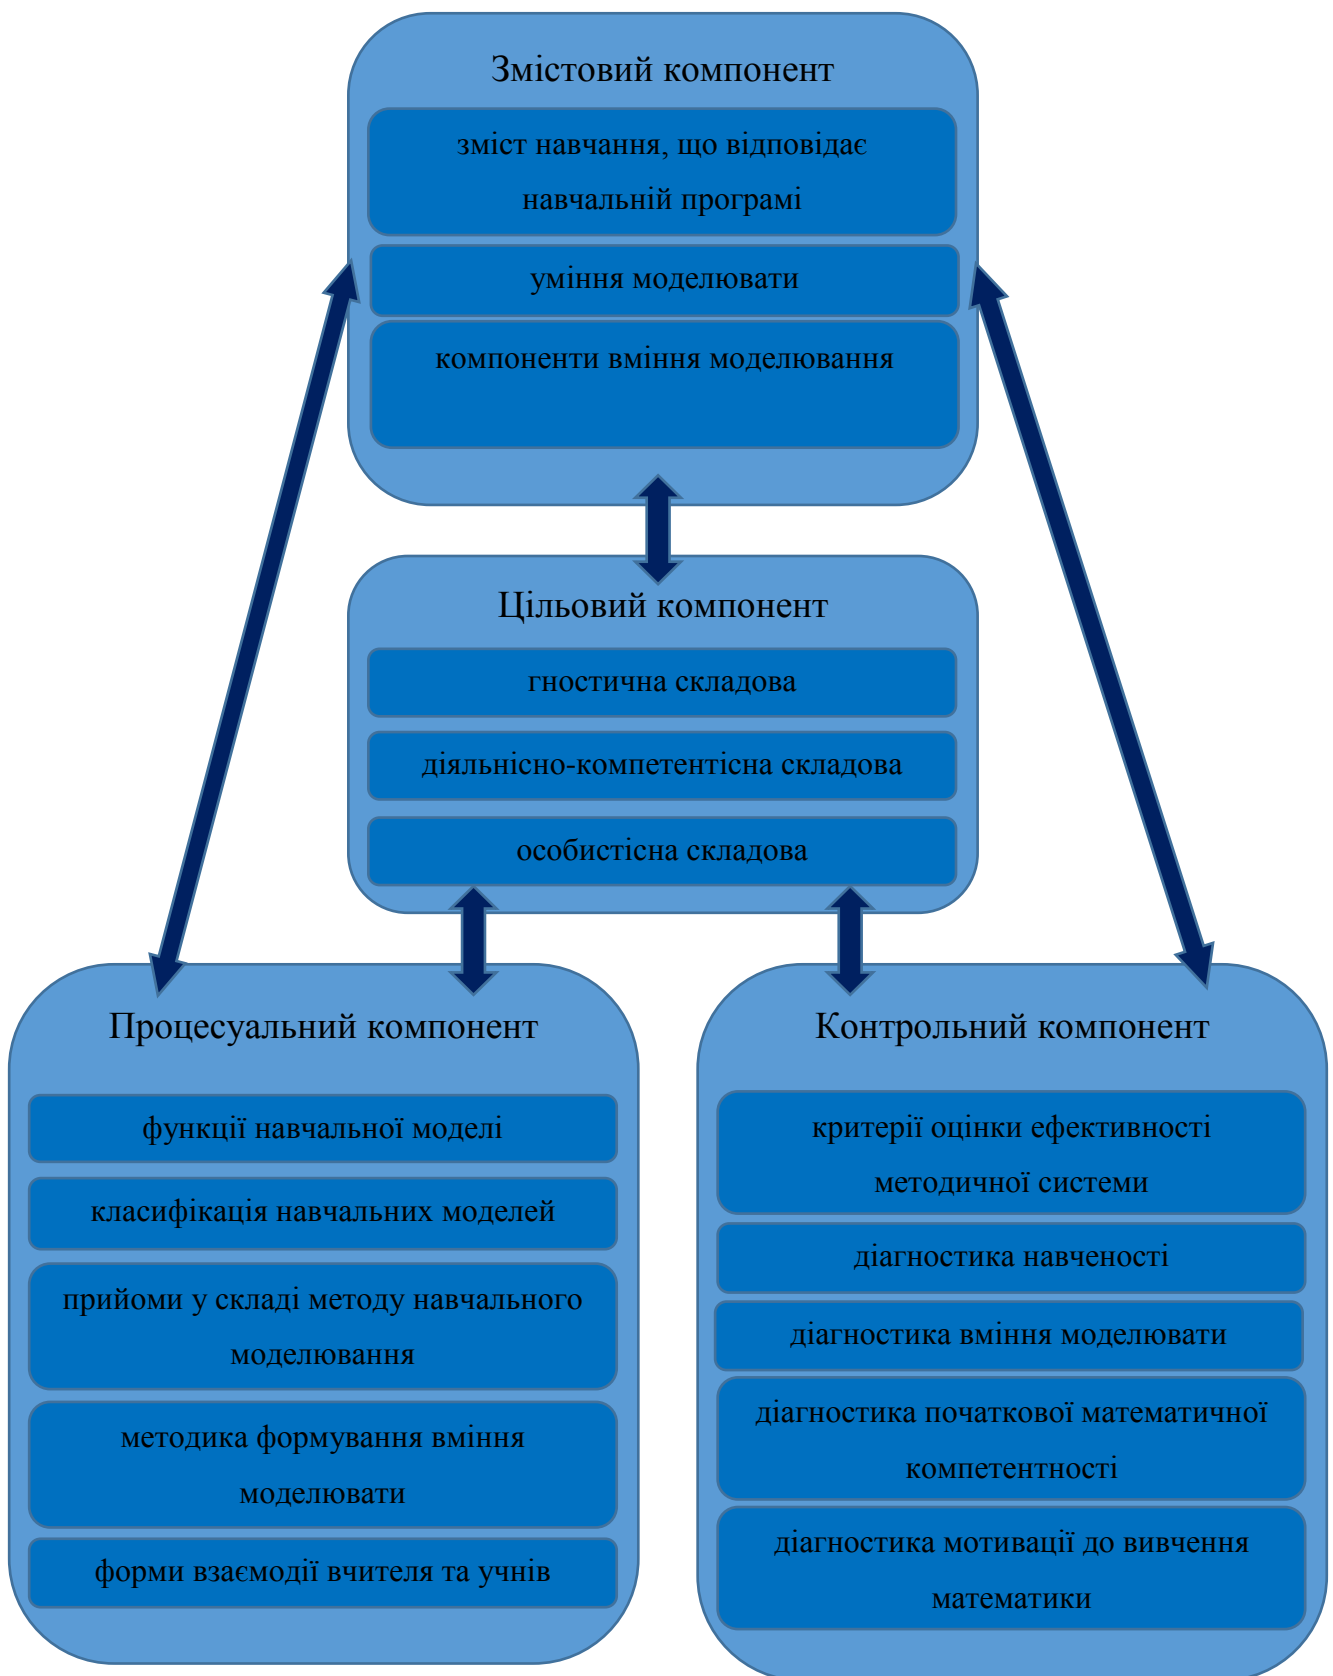 Змістовий компонент
зміст навчання, що відповідає
навчальній програмі
уміння моделювати
компоненти вміння моделювання
Цільовий компонент
гностична складова
діяльнісно-компетентісна складова
особистісна складова
Процесуальний компонент
функції навчальної моделі
класифікація навчальних моделей
прийоми у складі методу навчального
моделювання
методика формування вміння
моделювати
форми взаємодії вчителя та учнів
Контрольний компонент
критерії оцінки ефективності
методичної системи
діагностика навченості
діагностика вміння моделювати
діагностика початкової математичної
компетентності
діагностика мотивації до вивчення
математики